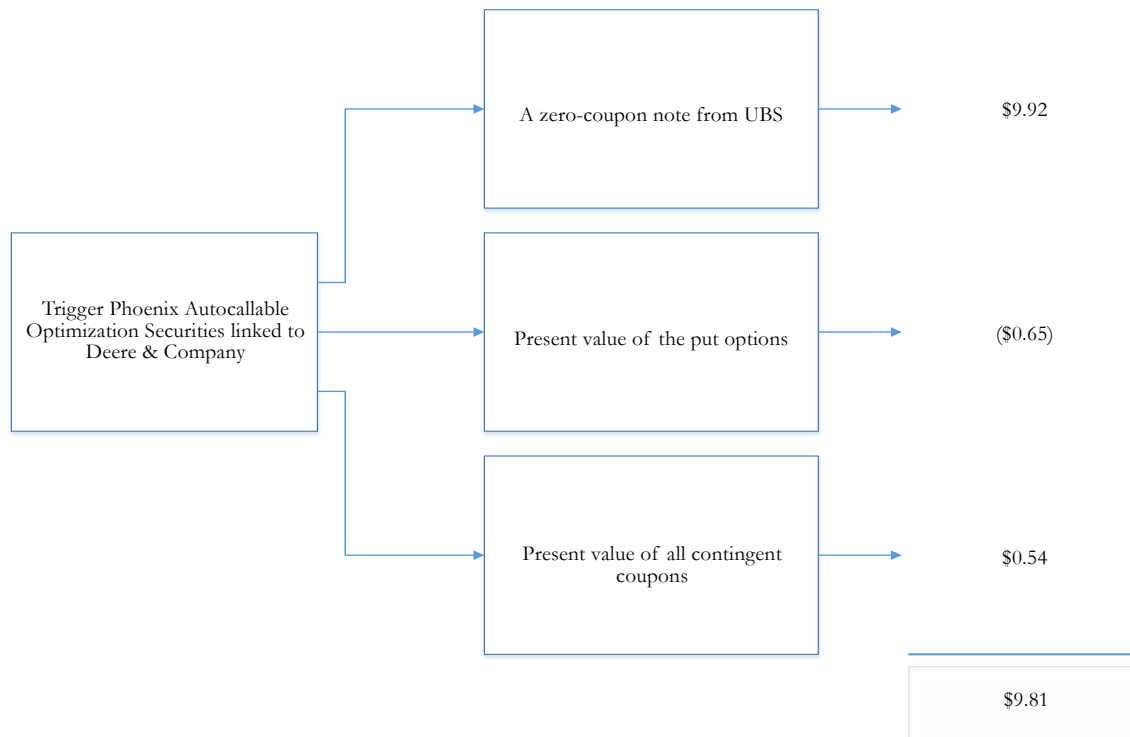 A zero-coupon note from UBS
$9.92
Trigger Phoenix Autocallable
Optimization Securities linked to
Deere & Company
Present value of the put options
($0.65)
Present value of all contingent
coupons
$0.54
$9.81